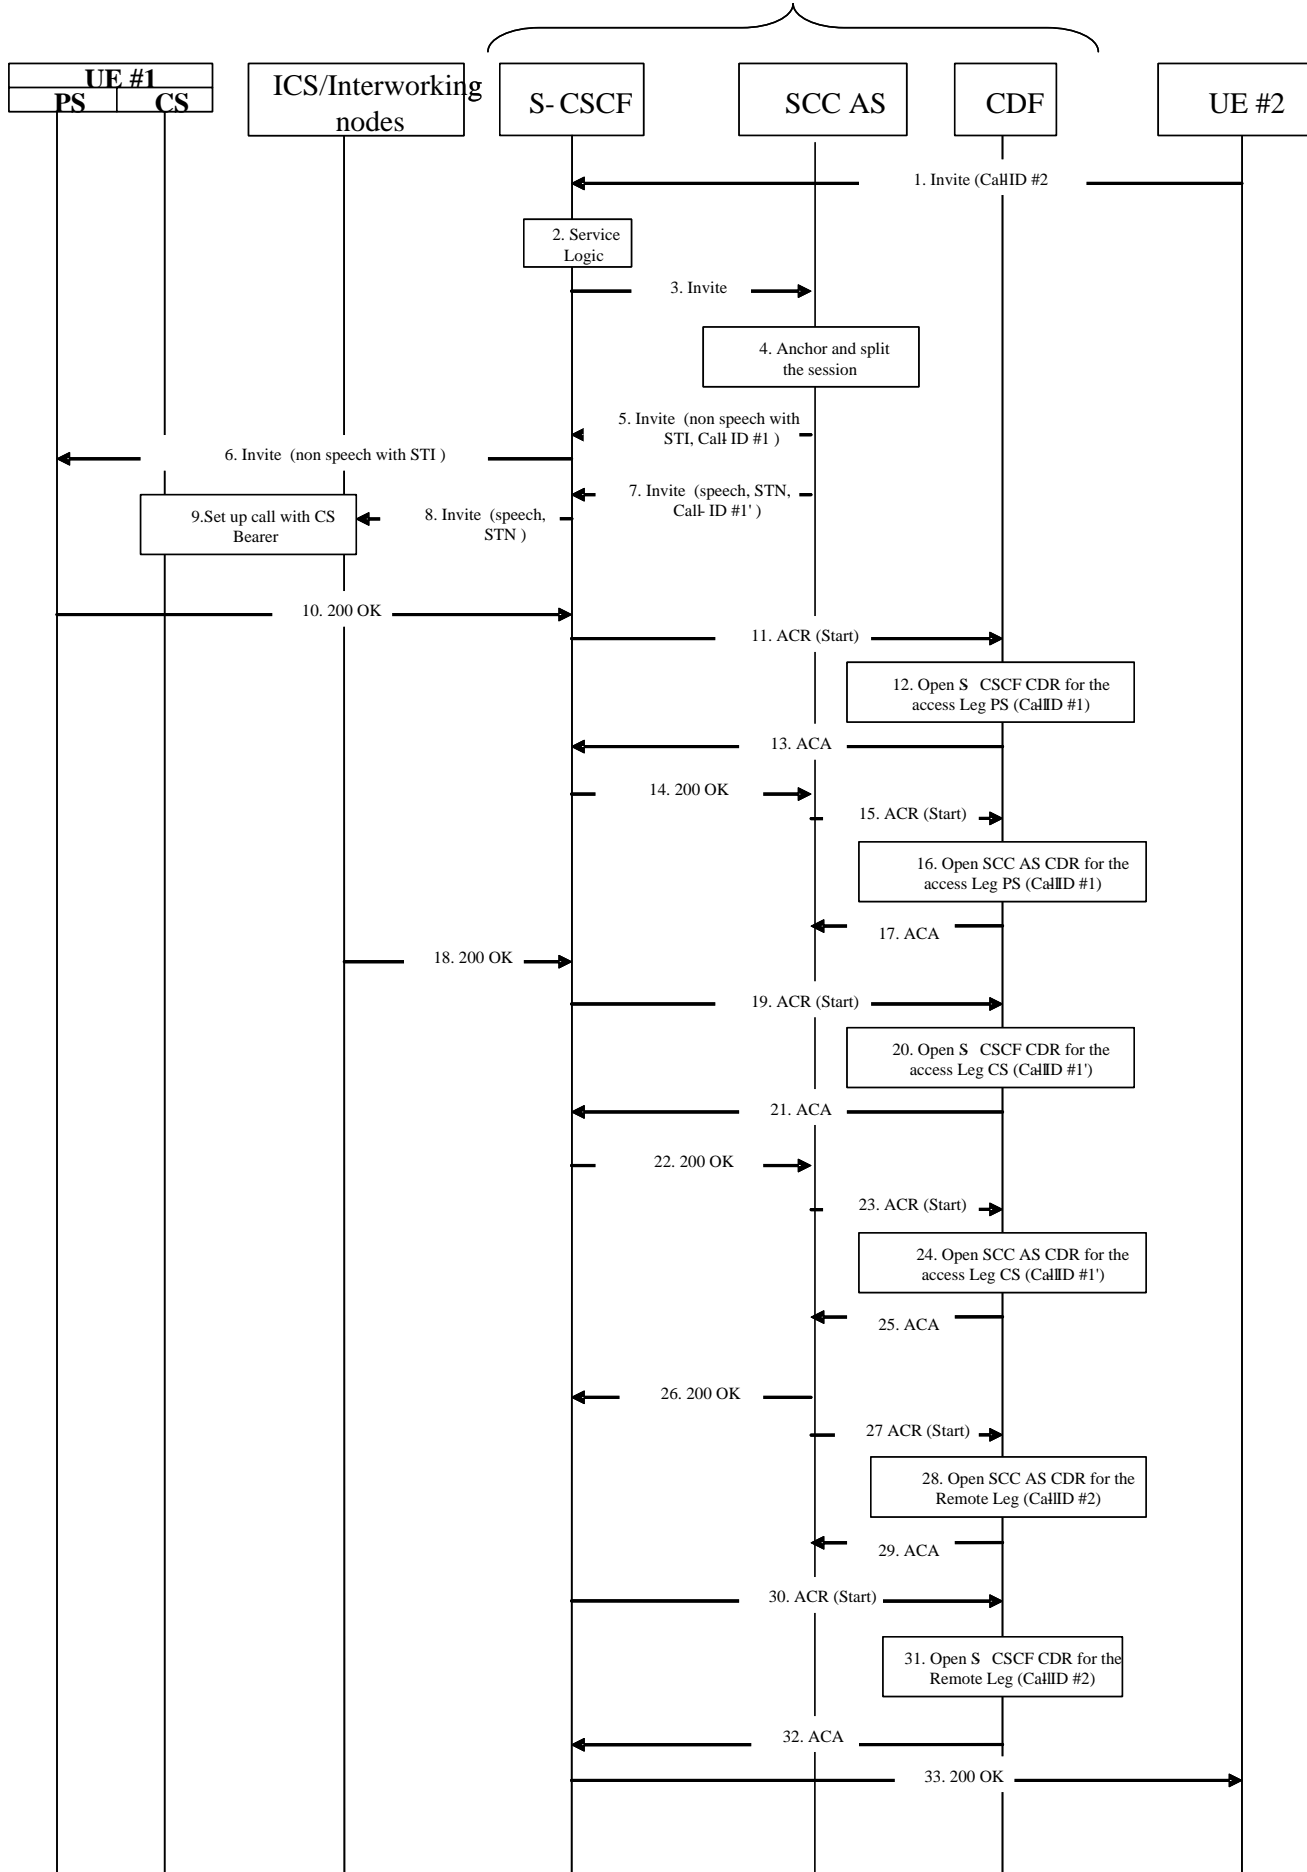 UE #1
PS
CS
ICS/Interworking
nodes
S- CSCF
SCC AS
CDF
UE #2
1. Invite (Call-ID #2
2. Service
Logic
3. Invite
4. Anchor and split
the session
5. Invite (non speech with
STI, Call- ID #1 )
6. Invite (non speech with STI )
7. Invite (speech, STN,
Call- ID #1' )
8. Invite (speech,
STN )
9.Set up call with CS
Bearer
10. 200 OK
11. ACR (Start)
12. Open S CSCF CDR for the
access Leg PS (Call-ID #1)
13. ACA
14. 200 OK
15. ACR (Start)
16. Open SCC AS CDR for the
access Leg PS (Call-ID #1)
17. ACA
18. 200 OK
19. ACR (Start)
20. Open S CSCF CDR for the
access Leg CS (Call-ID #1')
21. ACA
22. 200 OK
23. ACR (Start)
24. Open SCC AS CDR for the
access Leg CS (Call-ID #1')
25. ACA
26. 200 OK
27 ACR (Start)
28. Open SCC AS CDR for the
Remote Leg (Call-ID #2)
29. ACA
30. ACR (Start)
31. Open S CSCF CDR for the
Remote Leg (Call-ID #2)
32. ACA
33. 200 OK